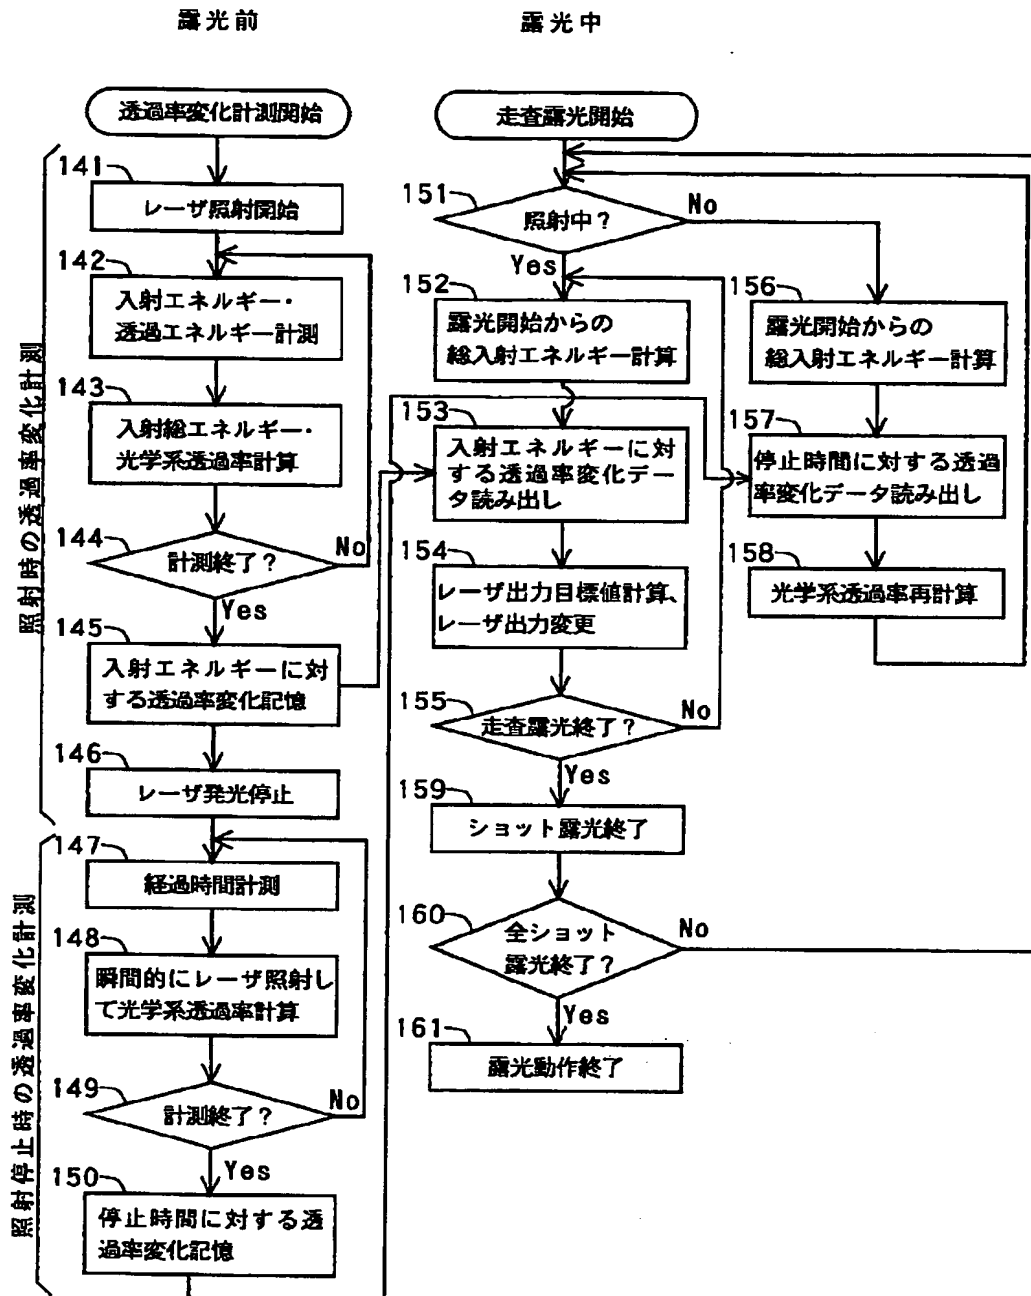 露光前
透過率変化計測開始
照射時の透過率変化計測
141
レーザ照射開始
142
入射エネルギー・
透過エネルギー計測
143
入射総エネルギー・
光学系透過率計算
144
計測終了？
No
Yes
145
入射エネルギーに対
する透過率変化記憶
146
レーザ発光停止
照射停止時の透過率変化計測
147
経過時間計測
148
瞬間的にレーザ照射し
て光学系透過率計算
149
計測終了？
No
Yes
150
停止時間に対する透
過率変化記憶
露光中
走査露光開始
151
照射中？
No
Yes
152
露光開始からの
総入射エネルギー計算
153
入射エネルギーに対
する透過率変化デー
タ読み出し
154
レーザ出力目標値計算、
レーザ出力変更
155
走査露光終了？
No
Yes
156
露光開始からの
総入射エネルギー計算
157
停止時間に対する透過
率変化データ読み出し
158
光学系透過率再計算
159
ショット露光終了
160
全ショット
露光終了？
No
Yes
161
露光動作終了